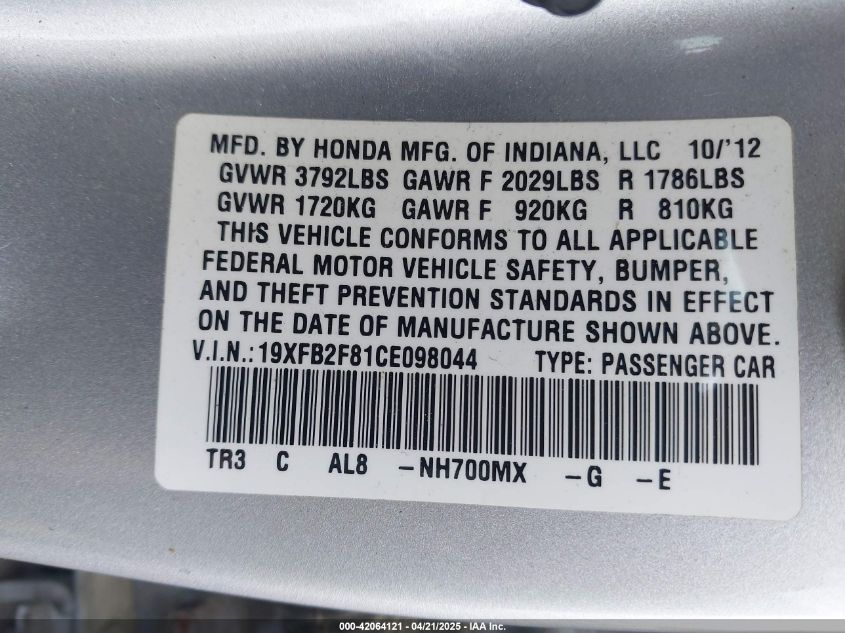 MFD. BY HONDA MFG. OF INDIANA, LLC 10/'12
GVWR 3792LBS GAWR F 2029LBS R 1786LBS
GVWR 1720KG GAWR F 920KG R 810KG
THIS VEHICLE CONFORMS TO ALL APPLICABLE
FEDERAL MOTOR VEHICLE SAFETY, BUMPER,
AND THEFT PREVENTION STANDARDS IN EFFECT
ON THE DATE OF MANUFACTURE SHOWN ABOVE.
V.I.N.:19XFB2F81CE098044 TYPE: PASSENGER CAR
TR3 C AL8 -NH700MX -G -E
000-42064121 - 04/21/2025 - IAA Inc.